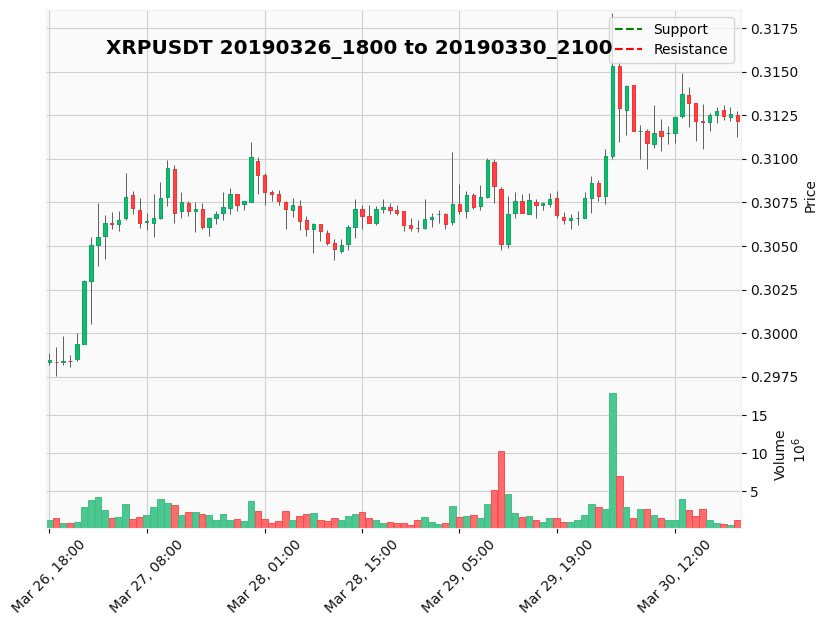 XRPUSDT 20190326_1800 to 20190330_2100
Support
Resistance
0.3175
0.3150
0.3125
0.3100
0.3075
0.3050
0.3025
0.3000
0.2975
Price
15
10
5
Volume
10^6
Mar 26, 18:00
Mar 27, 08:00
Mar 28, 01:00
Mar 28, 15:00
Mar 29, 05:00
Mar 29, 19:00
Mar 30, 12:00